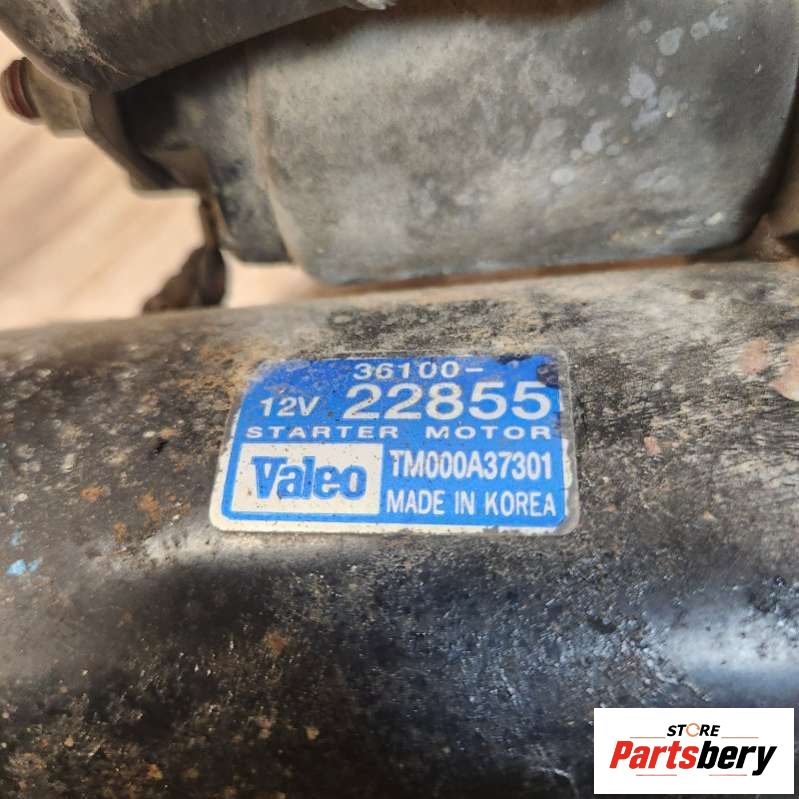 36100-
12V 22855
STARTER MOTOR
Valeo TM000A37301
MADE IN KOREA
STORE
Partsbery